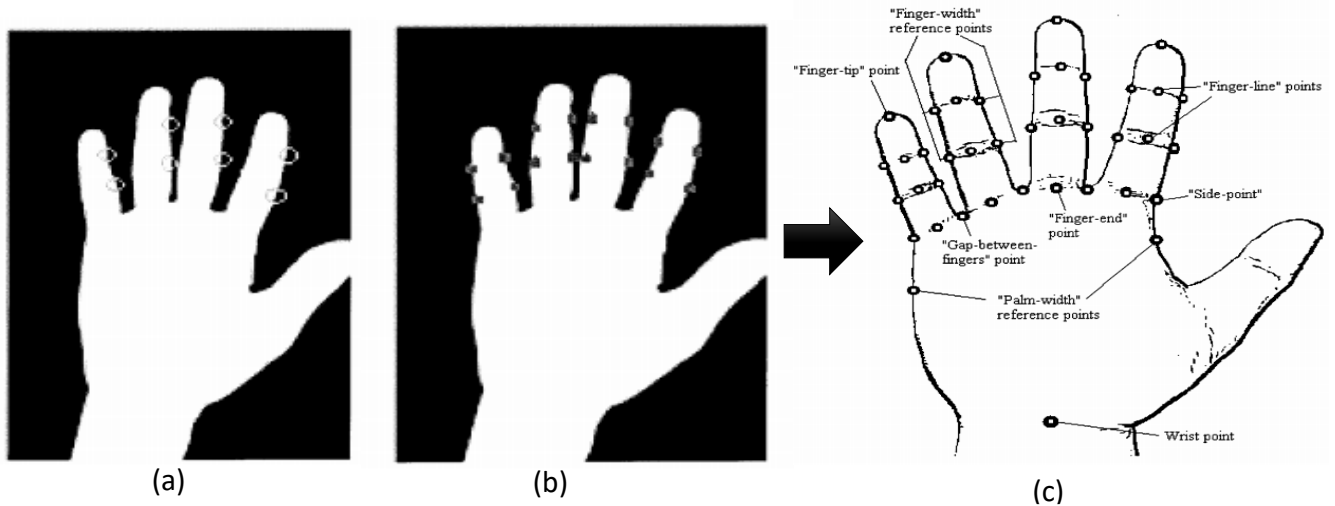 "Finger-width"
reference points
"Finger-tip" point
"Finger-line" points
"Side-point"
"Finger-end"
point
"Gap-between-
fingers" point
"Palm-width"
reference points
Wrist point
(a)
(b)
(c)